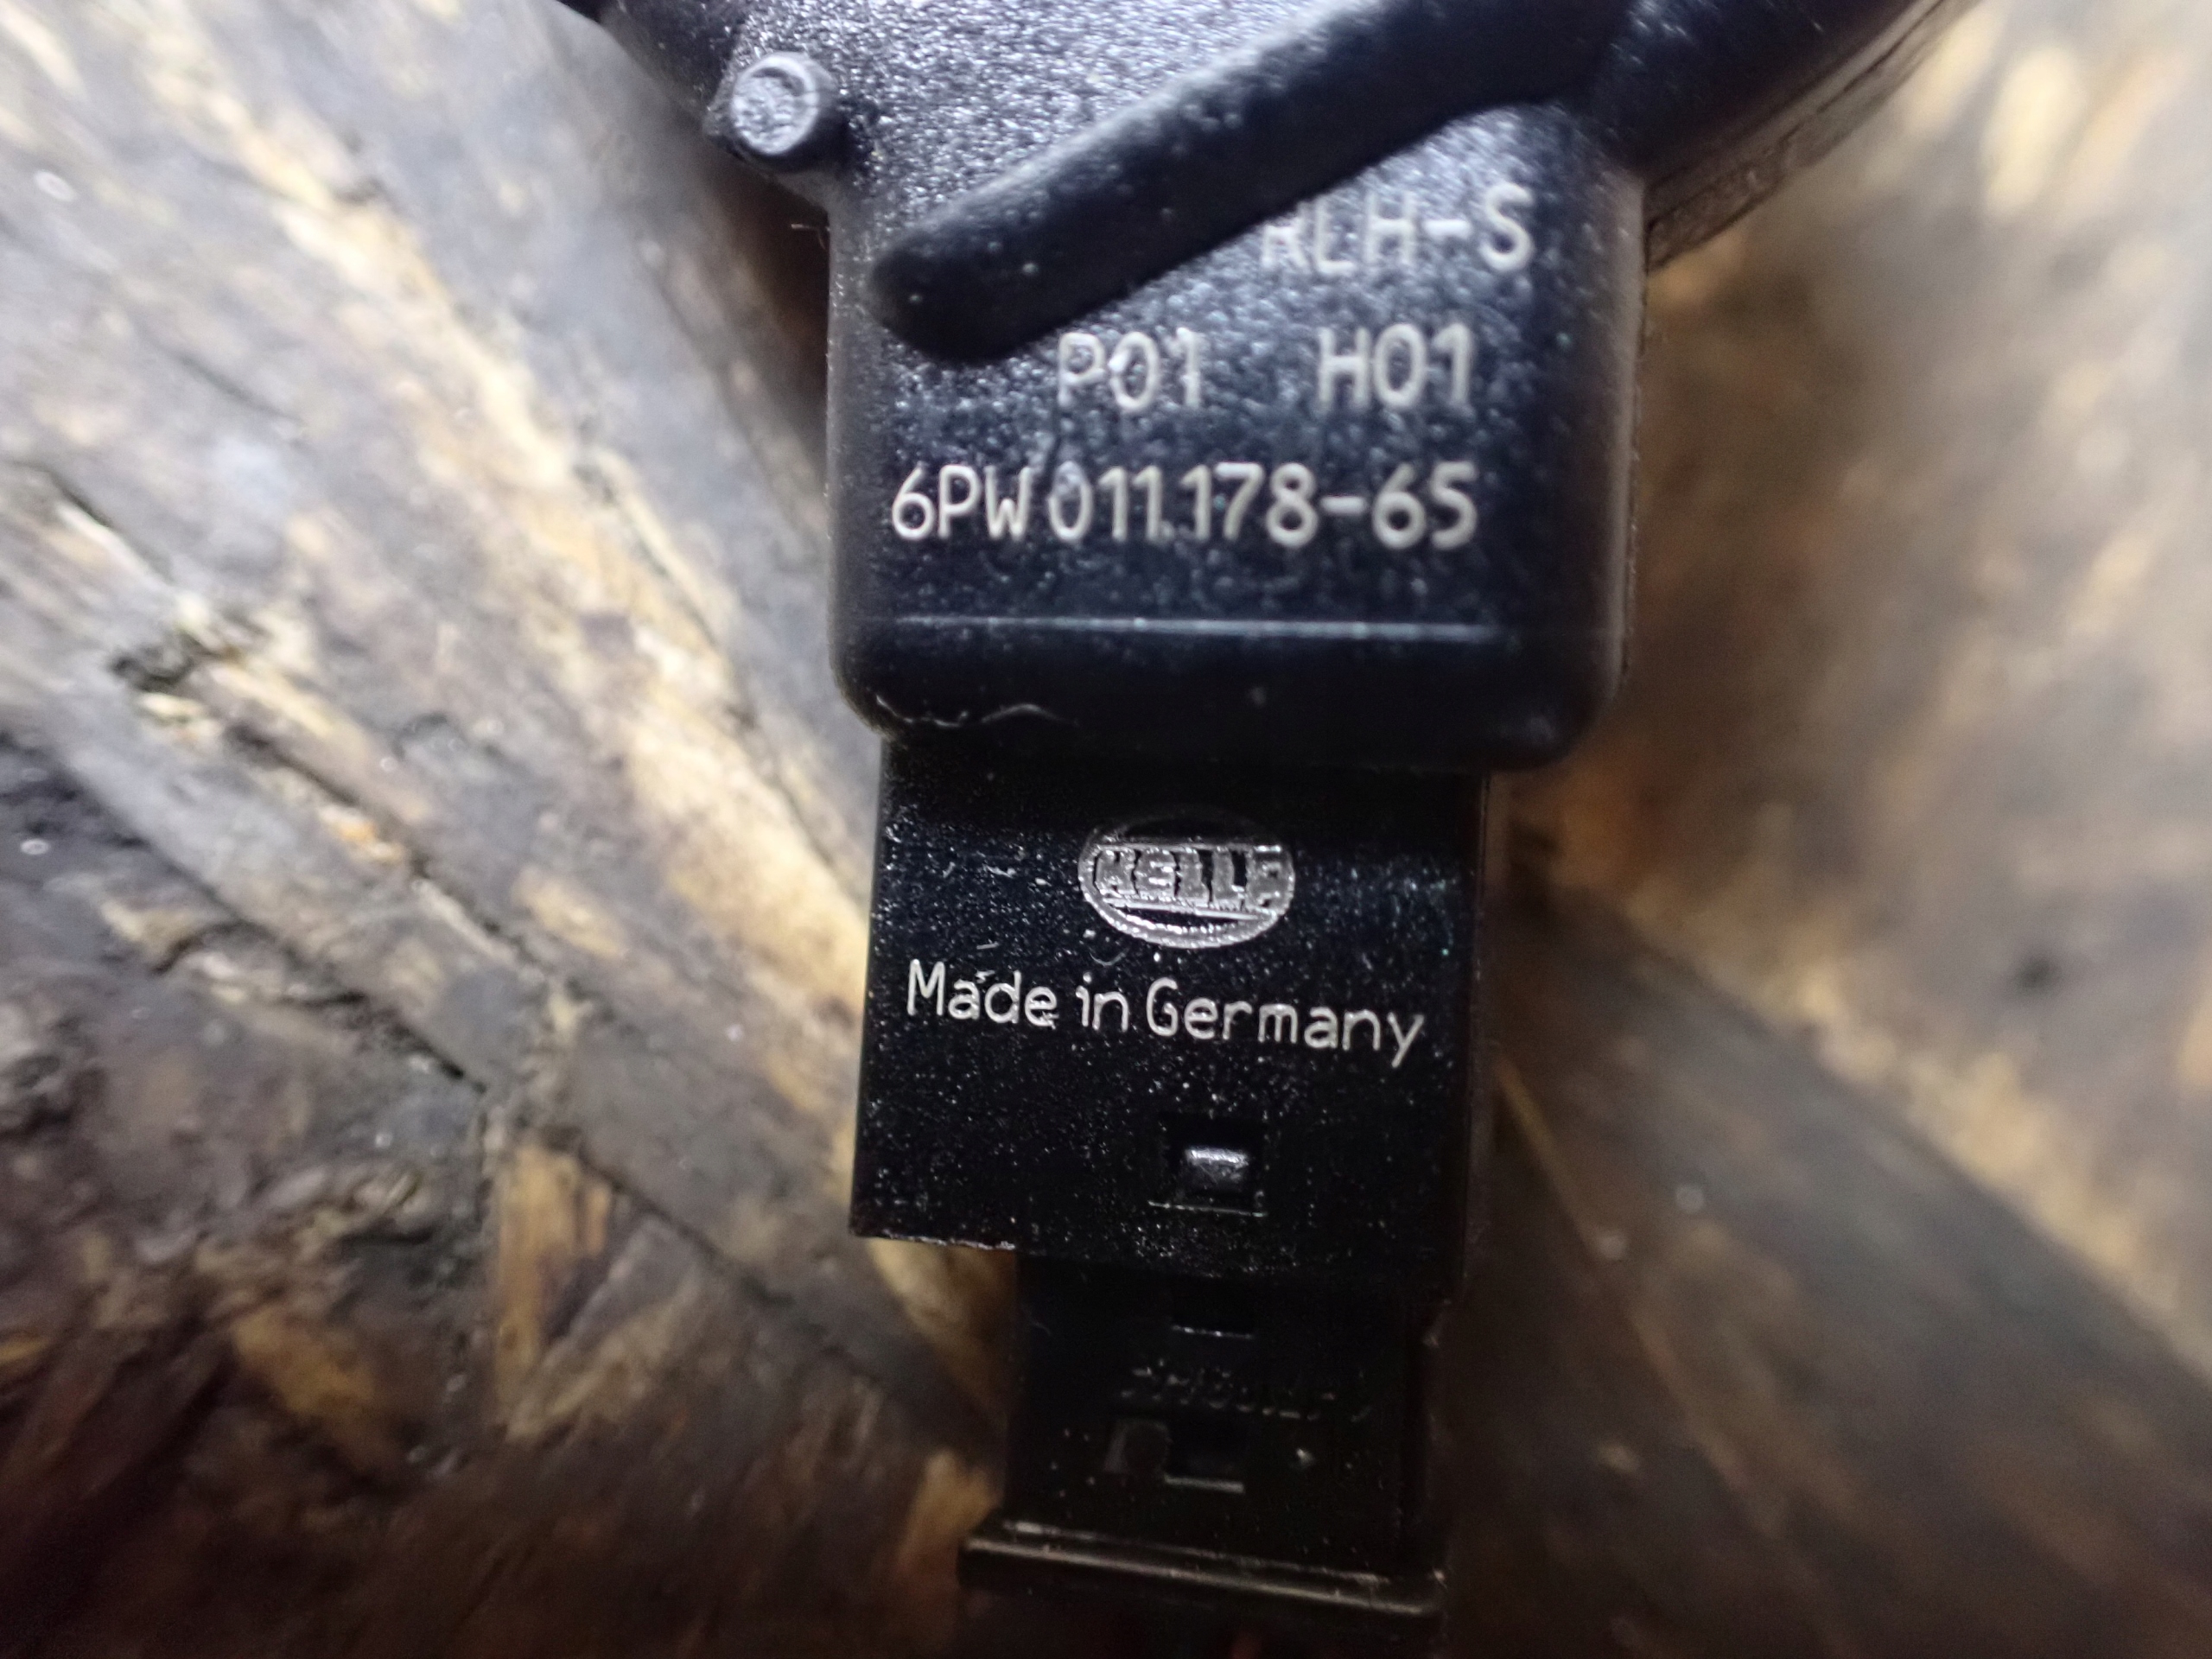 RLH-S
P01 H01
6PW 011.178-65
HELLA
Made in Germany